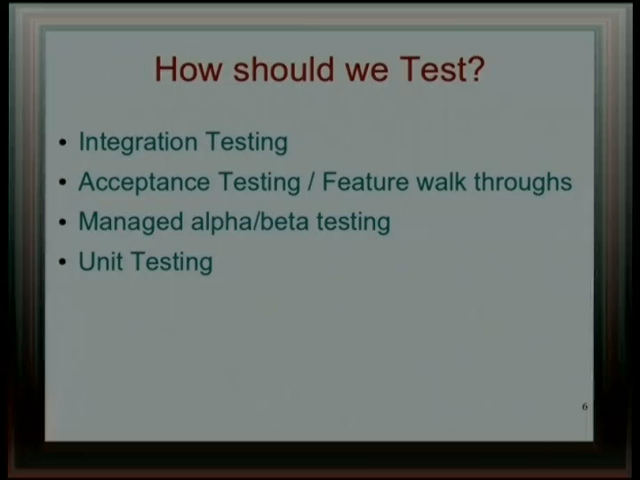 How should we Test?
• Integration Testing
• Acceptance Testing / Feature walk throughs
• Managed alpha/beta testing
• Unit Testing
6